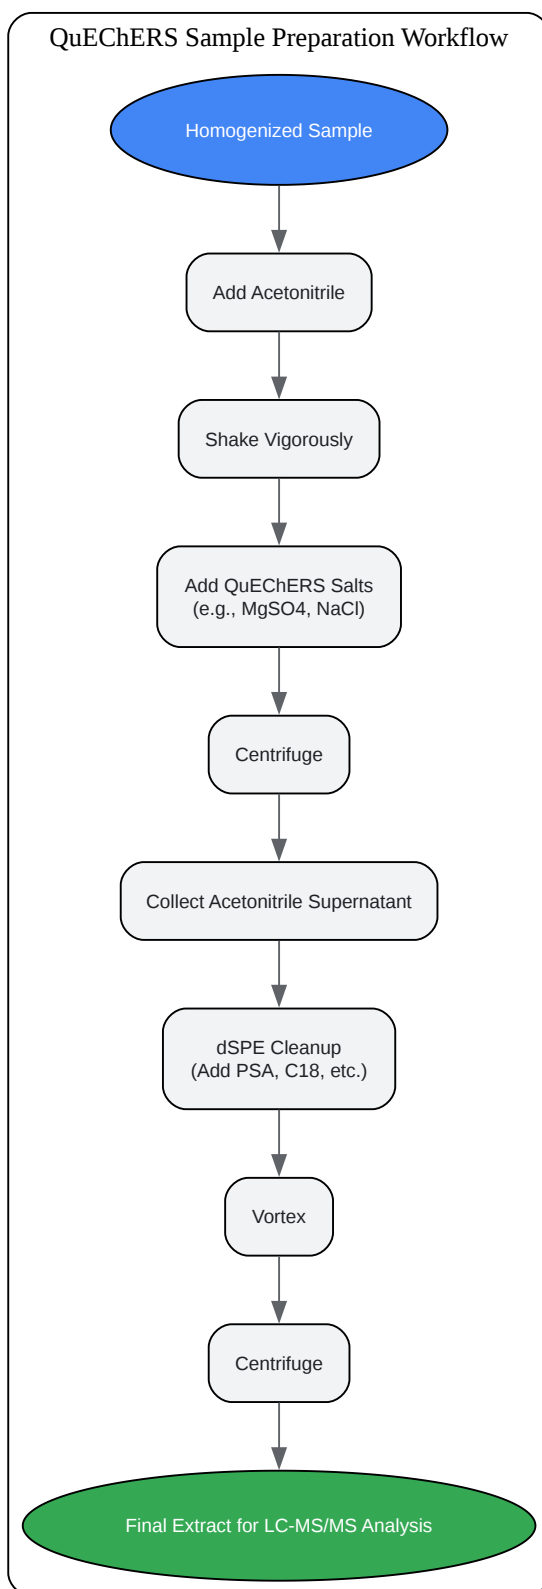 QuEChERS Sample Preparation Workflow
Homogenized Sample
Add Acetonitrile
Shake Vigorously
Add QuEChERS Salts
(e.g., MgSO4, NaCl)
Centrifuge
Collect Acetonitrile Supernatant
dSPE Cleanup
(Add PSA, C18, etc.)
Vortex
Centrifuge
Final Extract for LC-MS/MS Analysis